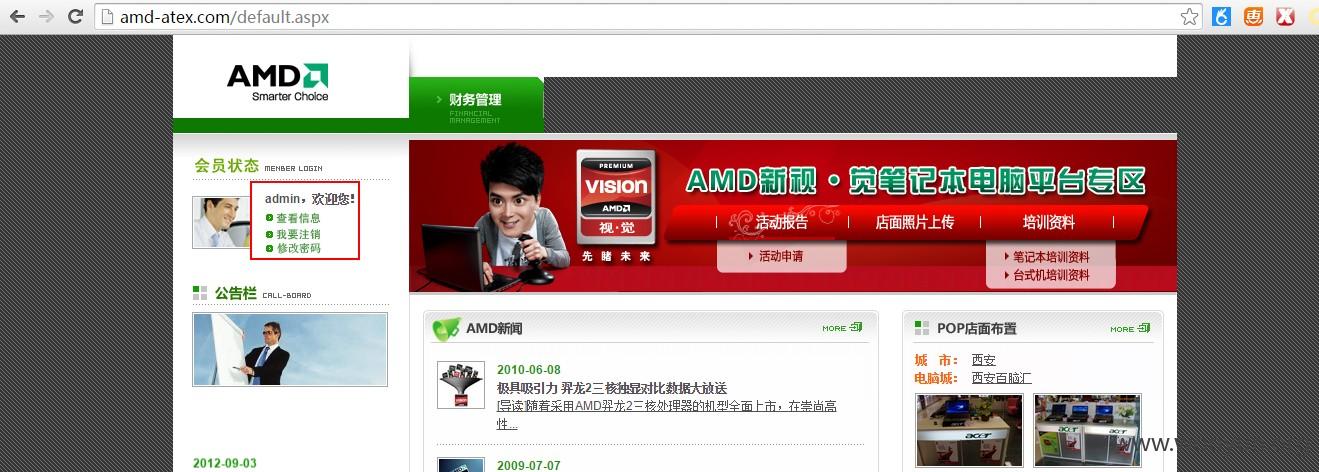 amd-atex.com/default.aspx
AMD
Smarter Choice
财务管理
FINANCIAL
MANAGEMENT
会员状态 MENBER LOGIN
admin，欢迎您!
查看信息
我要注销
修改密码
公告栏 CALL-BOARD
2012-09-03
PREMIUM
VISION
AMD
视·觉
先睹未来
AMD新视·觉笔记本电脑平台专区
活动报告
店面照片上传
培训资料
活动申请
笔记本培训资料
台式机培训资料
AMD新闻
MORE
2010-06-08
极具吸引力 羿龙2三核独显对比数据大放送
[导读]随着采用AMD羿龙2三核处理器的机型全面上市，在崇尚高
性...
2009-07-07
POP店面布置
MORE
城 市： 西安
电脑城： 西安百脑汇
acer
acer